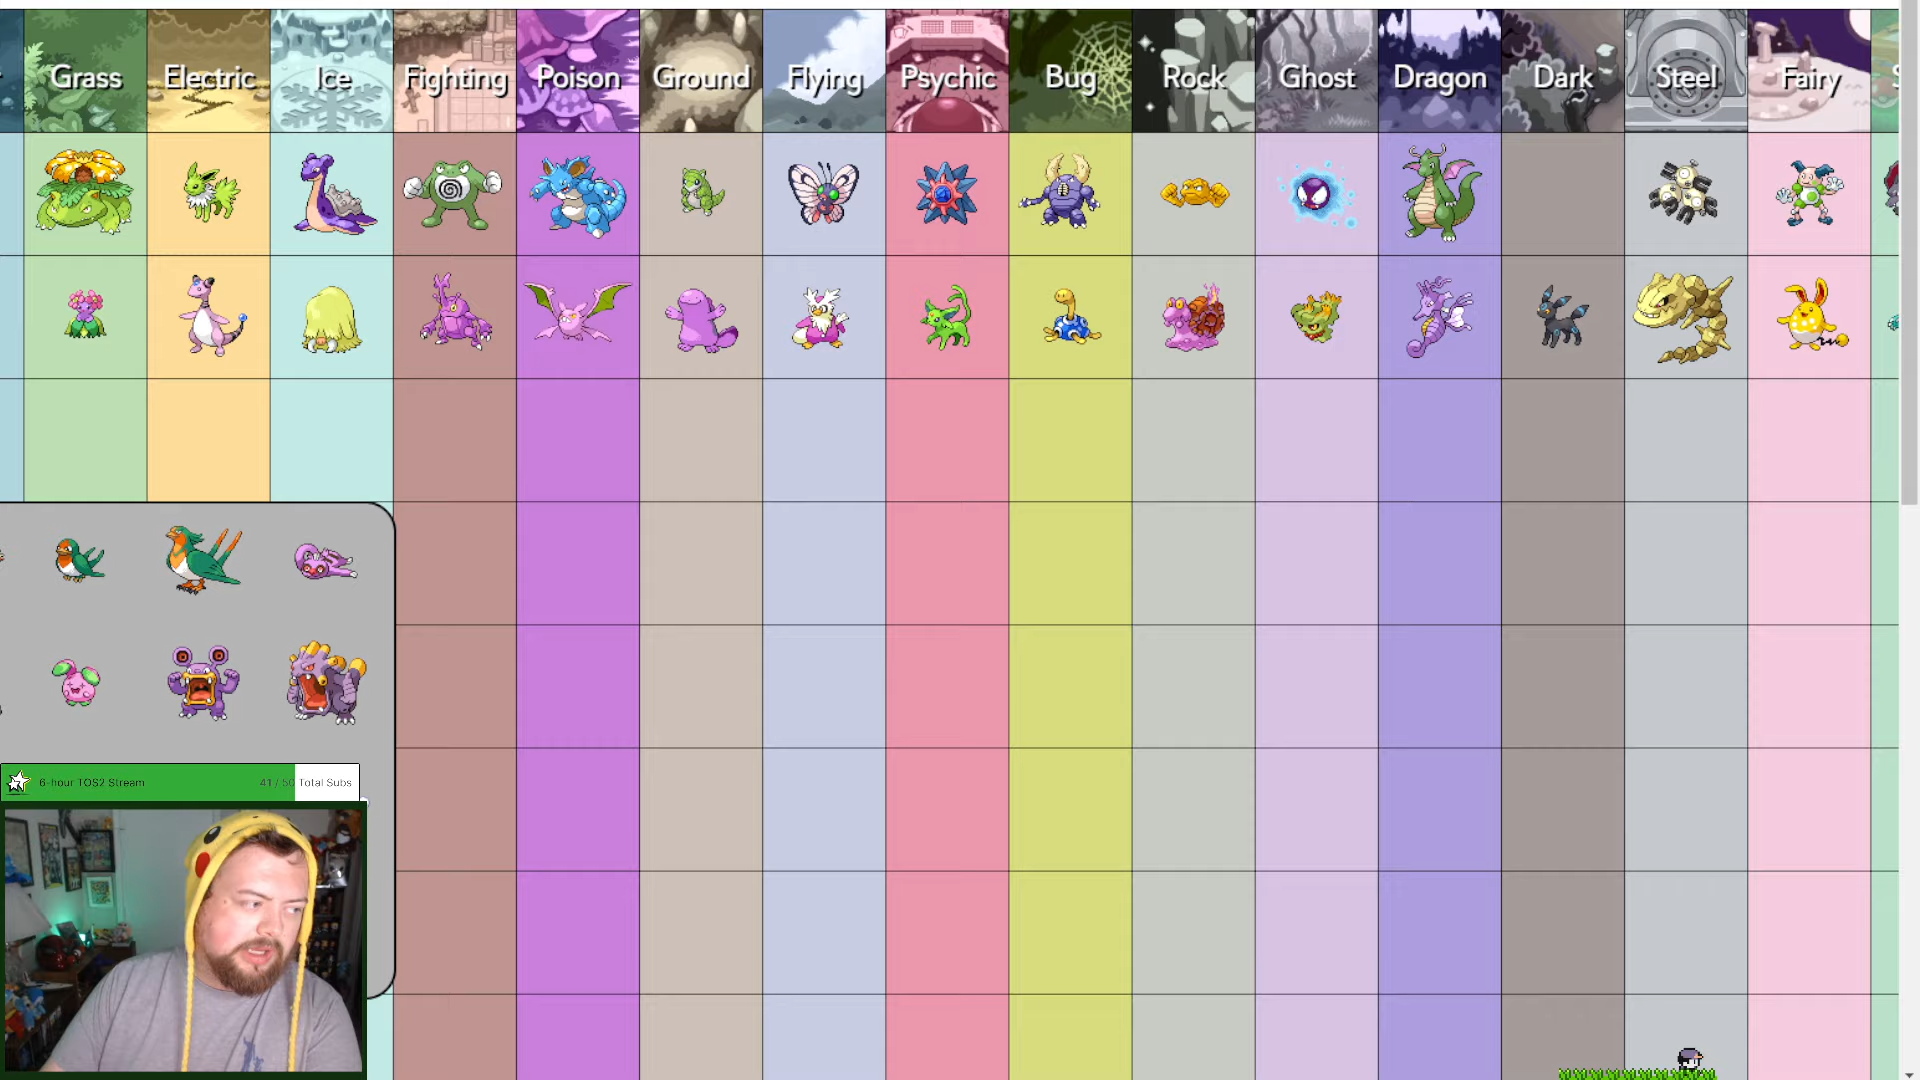 Grass Electric Ice Fighting Poison Ground Flying Psychic Bug Rock Ghost Dragon Dark Steel Fairy S
6-hour TOS2 Stream 41 / 50 Total Subs